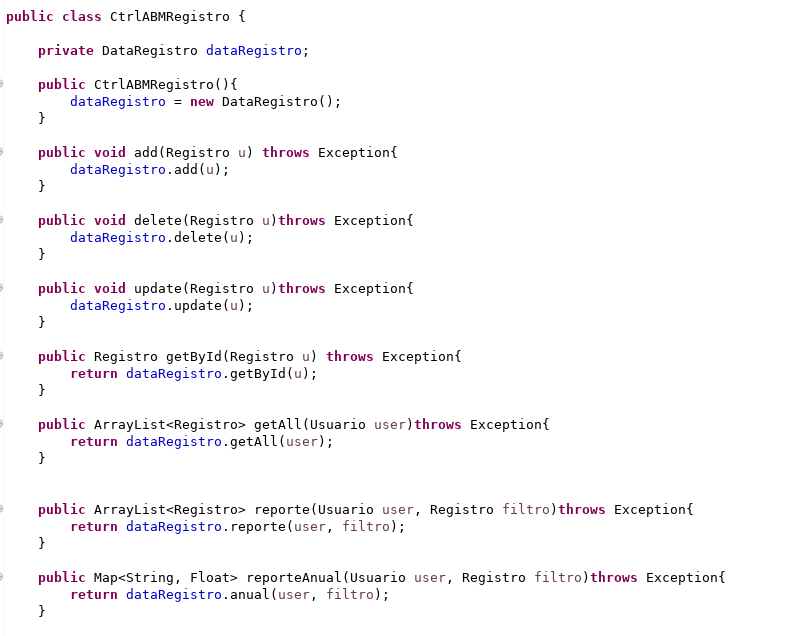 public class CtrlABMRegistro {
private DataRegistro dataRegistro;
public CtrlABMRegistro(){
dataRegistro = new DataRegistro();
}
public void add(Registro u) throws Exception{
dataRegistro.add(u);
}
public void delete(Registro u)throws Exception{
dataRegistro.delete(u);
}
public void update(Registro u)throws Exception{
dataRegistro.update(u);
}
public Registro getById(Registro u) throws Exception{
return dataRegistro.getById(u);
}
public ArrayList<Registro> getAll(Usuario user)throws Exception{
return dataRegistro.getAll(user);
}
public ArrayList<Registro> reporte(Usuario user, Registro filtro)throws Exception{
return dataRegistro.reporte(user, filtro);
}
public Map<String, Float> reporteAnual(Usuario user, Registro filtro)throws Exception{
return dataRegistro.anual(user, filtro);
}